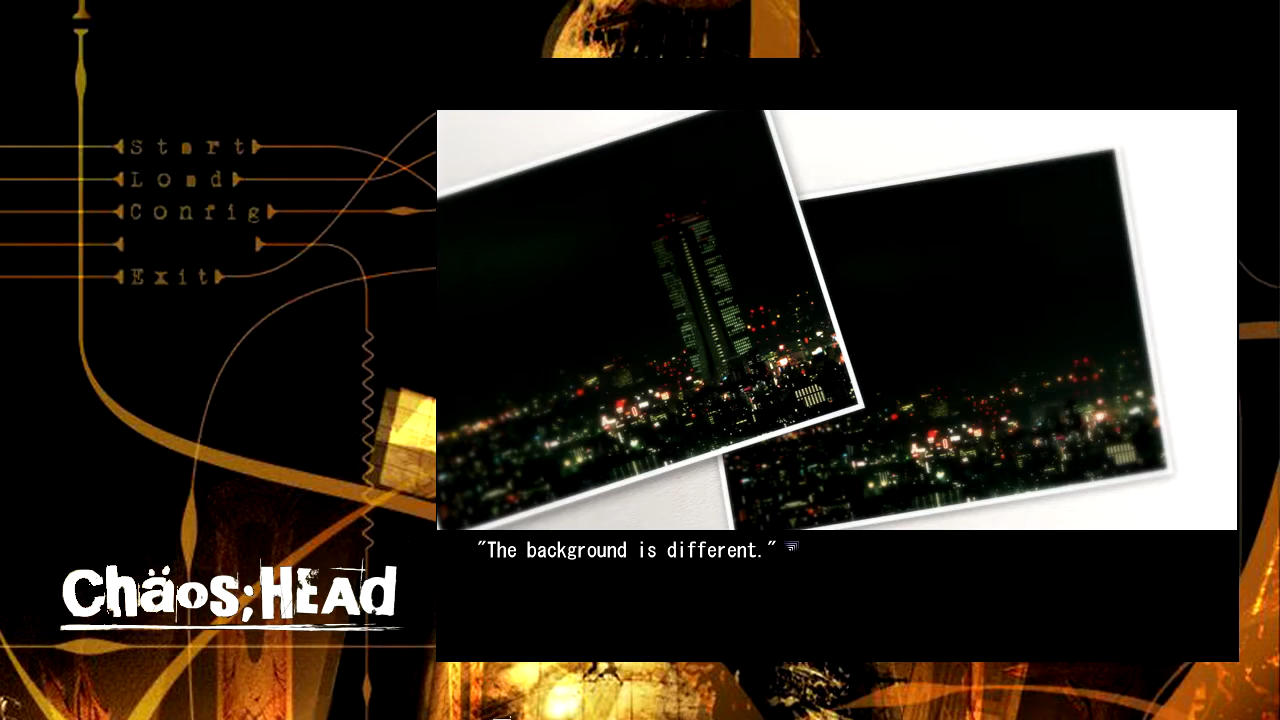 Start
Load
Config
Exit
Chäos;HEAd
"The background is different."